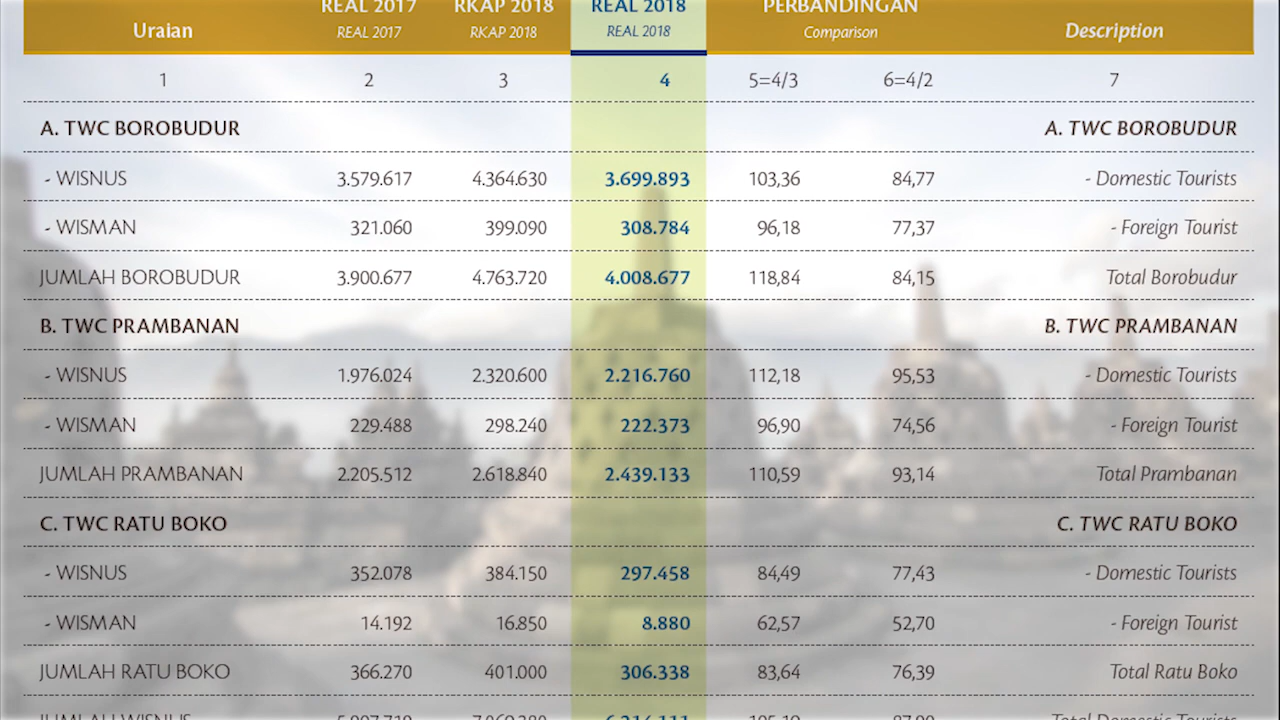 REAL 2017 RKAP 2018 REAL 2018 PERBANDINGAN
Uraian REAL 2017 RKAP 2018 REAL 2018 Comparison Description
1 2 3 4 5=4/3 6=4/2 7
A. TWC BOROBUDUR A. TWC BOROBUDUR
- WISNUS 3.579.617 4.364.630 3.699.893 103,36 84,77 - Domestic Tourists
- WISMAN 321.060 399.090 308.784 96,18 77,37 - Foreign Tourist
JUMLAH BOROBUDUR 3.900.677 4.763.720 4.008.677 118,84 84,15 Total Borobudur
B. TWC PRAMBANAN B. TWC PRAMBANAN
- WISNUS 1.976.024 2.320.600 2.216.760 112,18 95,53 - Domestic Tourists
- WISMAN 229.488 298.240 222.373 96,90 74,56 - Foreign Tourist
JUMLAH PRAMBANAN 2.205.512 2.618.840 2.439.133 110,59 93,14 Total Prambanan
C. TWC RATU BOKO C. TWC RATU BOKO
- WISNUS 352.078 384.150 297.458 84,49 77,43 - Domestic Tourists
- WISMAN 14.192 16.850 8.880 62,57 52,70 - Foreign Tourist
JUMLAH RATU BOKO 366.270 401.000 306.338 83,64 76,39 Total Ratu Boko
JUMLAH WISNUS Total Domestic Tourists